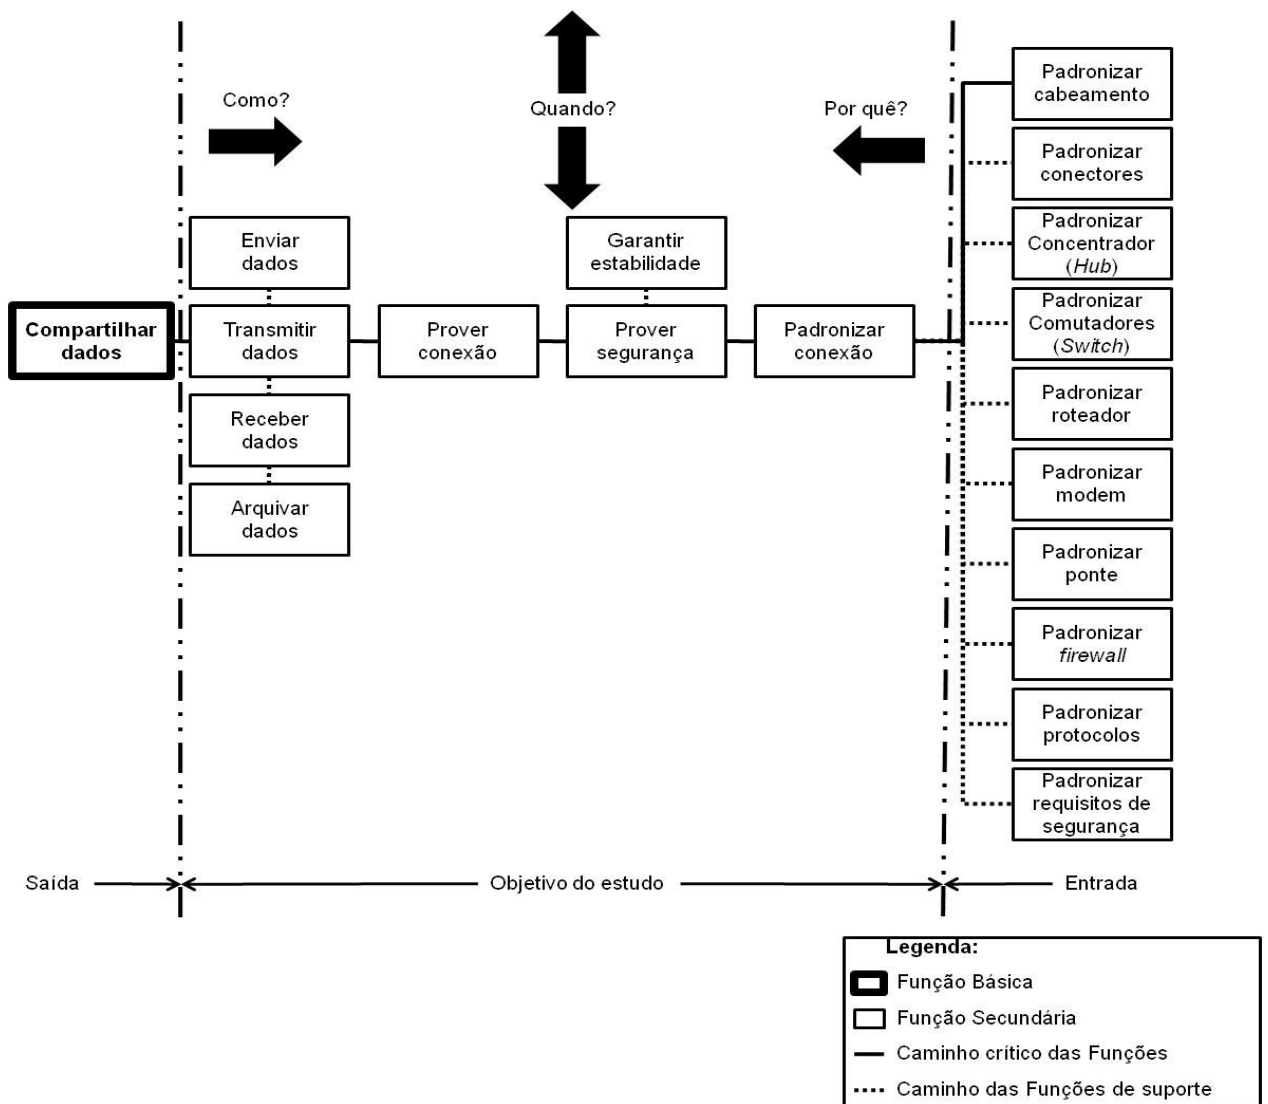 Como?
Quando?
Por quê?
Enviar
dados
Garantir
estabilidade
Compartilhar
dados
Transmitir
dados
Prover
conexão
Prover
segurança
Padronizar
conexão
Receber
dados
Arquivar
dados
Padronizar
cabeamento
Padronizar
conectores
Padronizar
Concentrador
(Hub)
Padronizar
Comutadores
(Switch)
Padronizar
roteador
Padronizar
modem
Padronizar
ponte
Padronizar
firewall
Padronizar
protocolos
Padronizar
requisitos de
segurança
Saída
Objetivo do estudo
Entrada
Legenda:
Função Básica
Função Secundária
Caminho crítico das Funções
Caminho das Funções de suporte